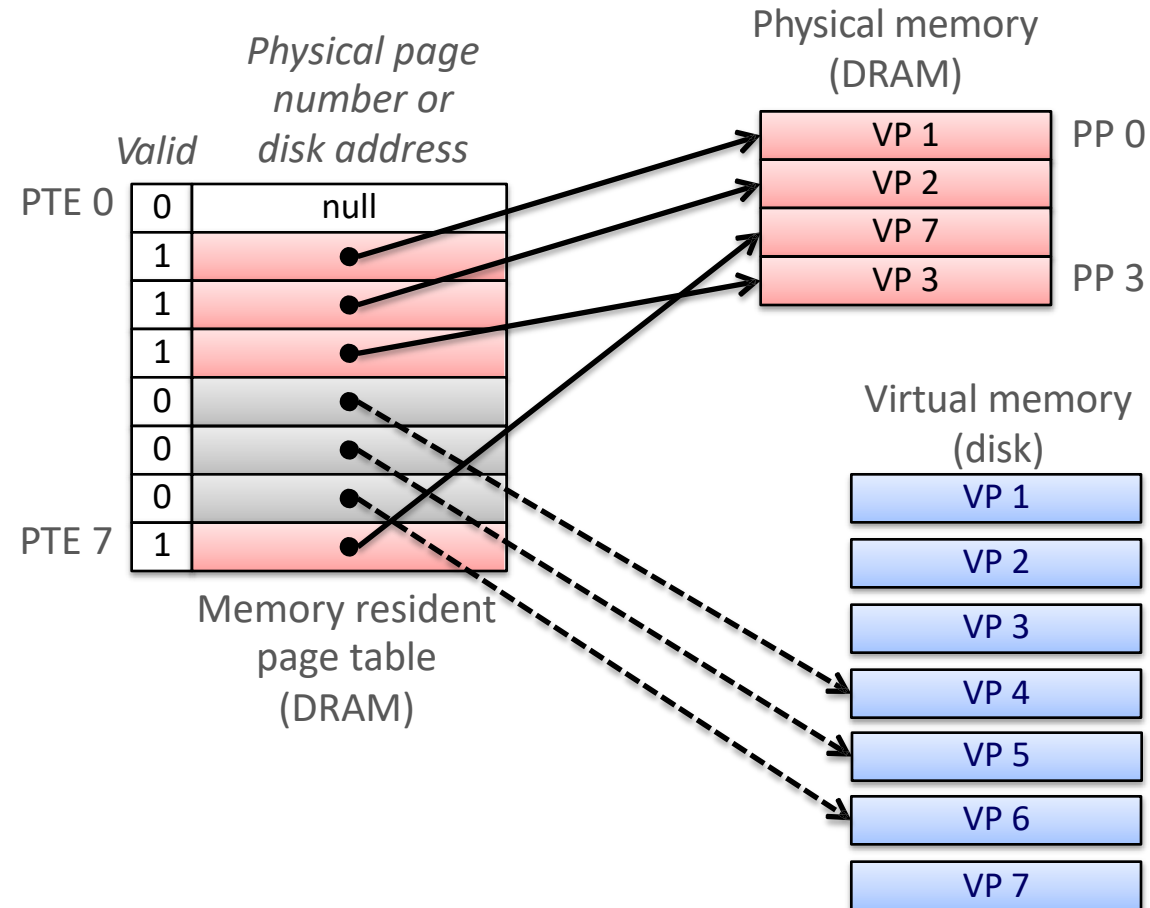 Physical page
number or
disk address
Valid
PTE 0
0
null
1
1
1
0
0
0
PTE 7
1
Memory resident
page table
(DRAM)
Physical memory
(DRAM)
VP 1
PP 0
VP 2
VP 7
VP 3
PP 3
Virtual memory
(disk)
VP 1
VP 2
VP 3
VP 4
VP 5
VP 6
VP 7